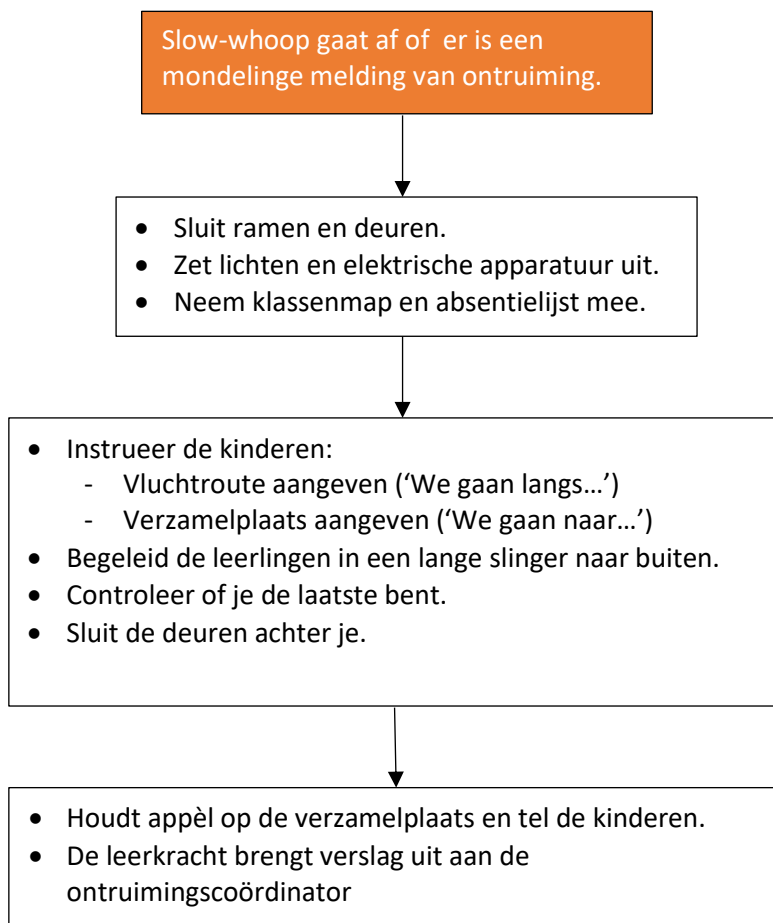 Slow-whoop gaat af of  er is een
mondelinge melding van ontruiming.
• Sluit ramen en deuren.
• Zet lichten en elektrische apparatuur uit.
• Neem klassenmap en absentielijst mee.
• Instrueer de kinderen:
- Vluchtroute aangeven (‘We gaan langs…’)
- Verzamelplaats aangeven (‘We gaan naar…’)
• Begeleid de leerlingen in een lange slinger naar buiten.
• Controleer of je de laatste bent.
• Sluit de deuren achter je.
• Houdt appèl op de verzamelplaats en tel de kinderen.
• De leerkracht brengt verslag uit aan de
ontruimingscoördinator